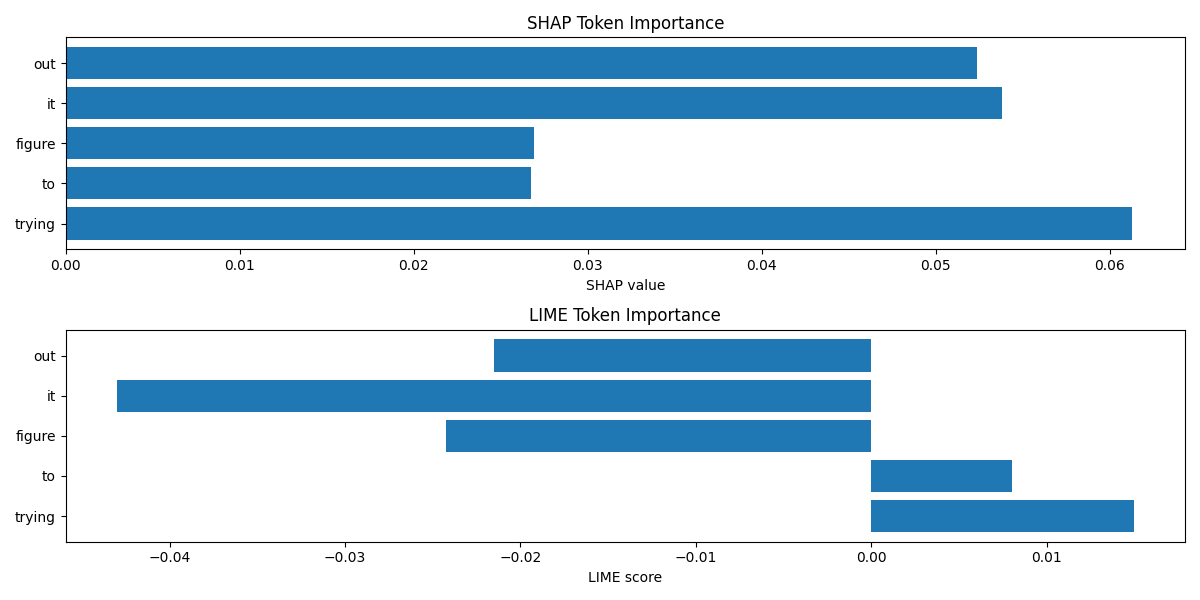 SHAP Token Importance
out
it
figure
to
trying
0.00 0.01 0.02 0.03 0.04 0.05 0.06
SHAP value
LIME Token Importance
out
it
figure
to
trying
−0.04 −0.03 −0.02 −0.01 0.00 0.01
LIME score